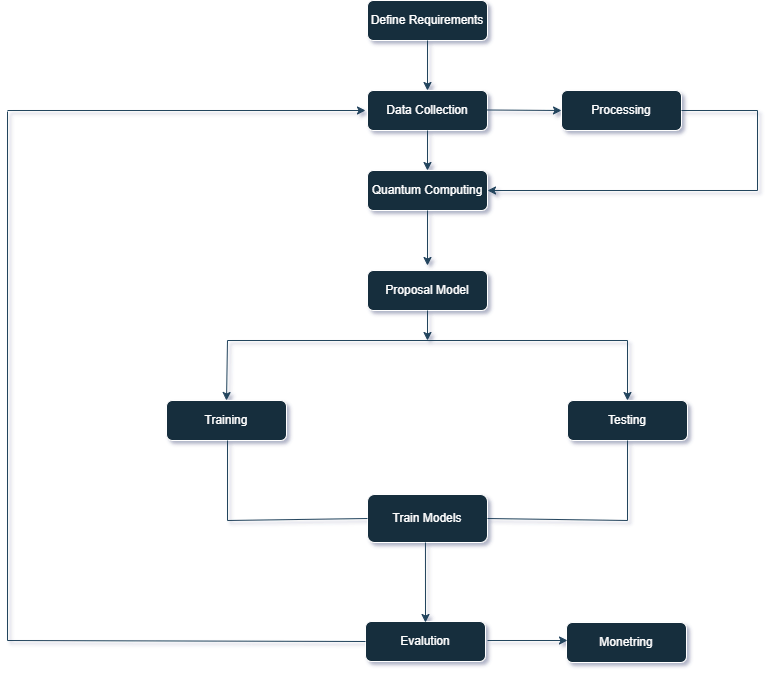 Define Requirements
Data Collection
Processing
Quantum Computing
Proposal Model
Training
Testing
Train Models
Evalution
Monetring